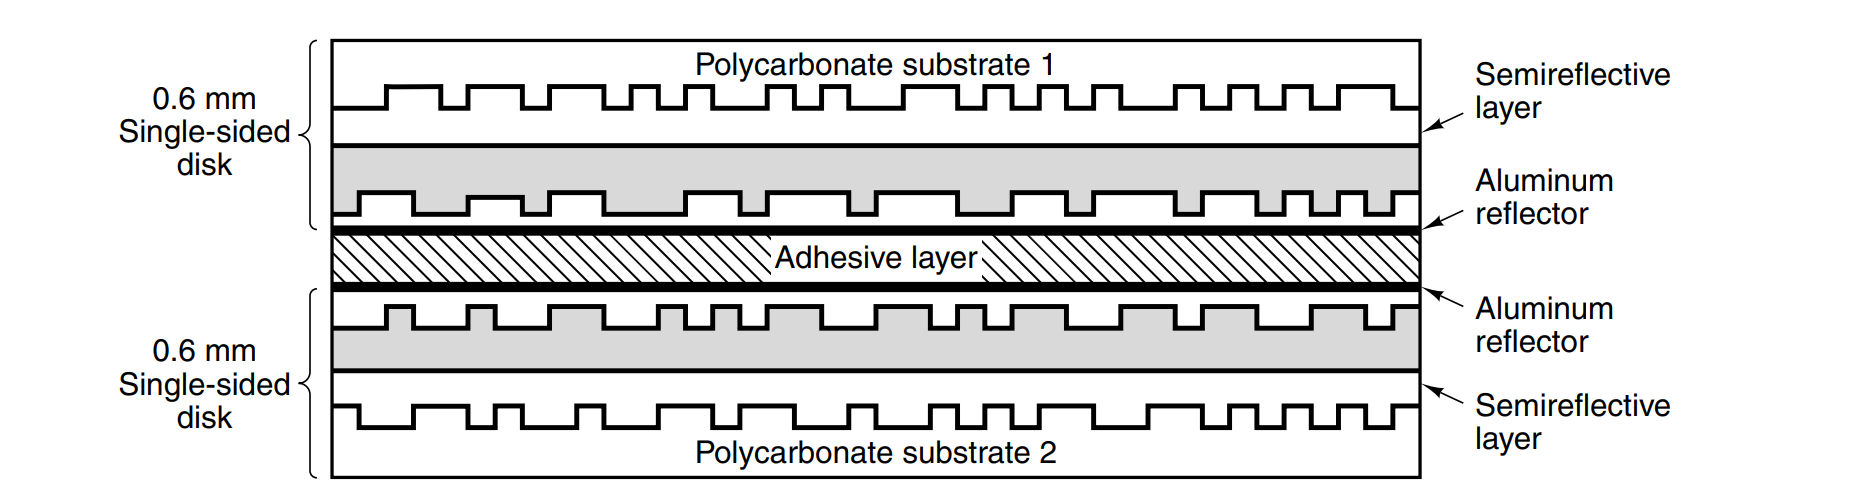 Polycarbonate substrate 1
0.6 mm
Single-sided
disk
Semireflective
layer
Aluminum
reflector
Adhesive layer
0.6 mm
Single-sided
disk
Aluminum
reflector
Semireflective
layer
Polycarbonate substrate 2